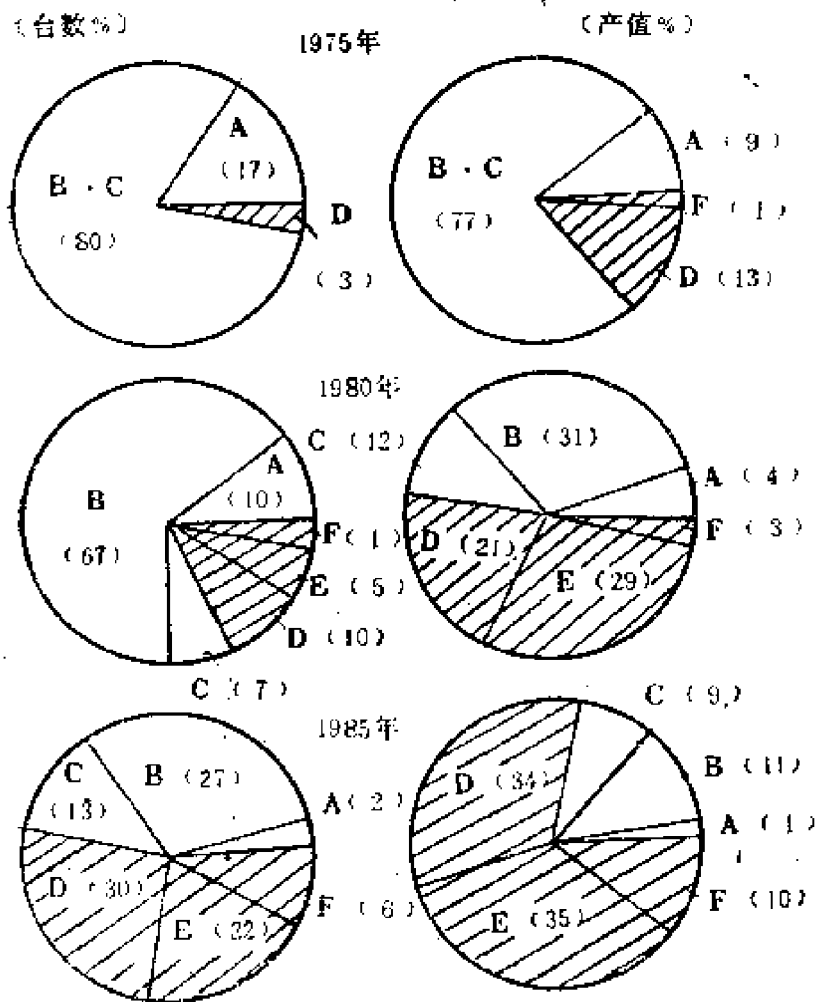 （台数%）
1975年
（产值%）
A
（17）
B·C
（80）
D
（3）
B·C
（77）
A（9）
F（1）
D（13）
1980年
C（12）
B（31）
A
（10）
B
（67）
F（1）
E（5）
D（10）
C（7）
A（4）
F（3）
D（21）
E（29）
1985年
C（9）
C
（13）
B（27）
A（2）
D（30）
E（22）
F（6）
D（34）
B（11）
A（1）
F（10）
E（35）